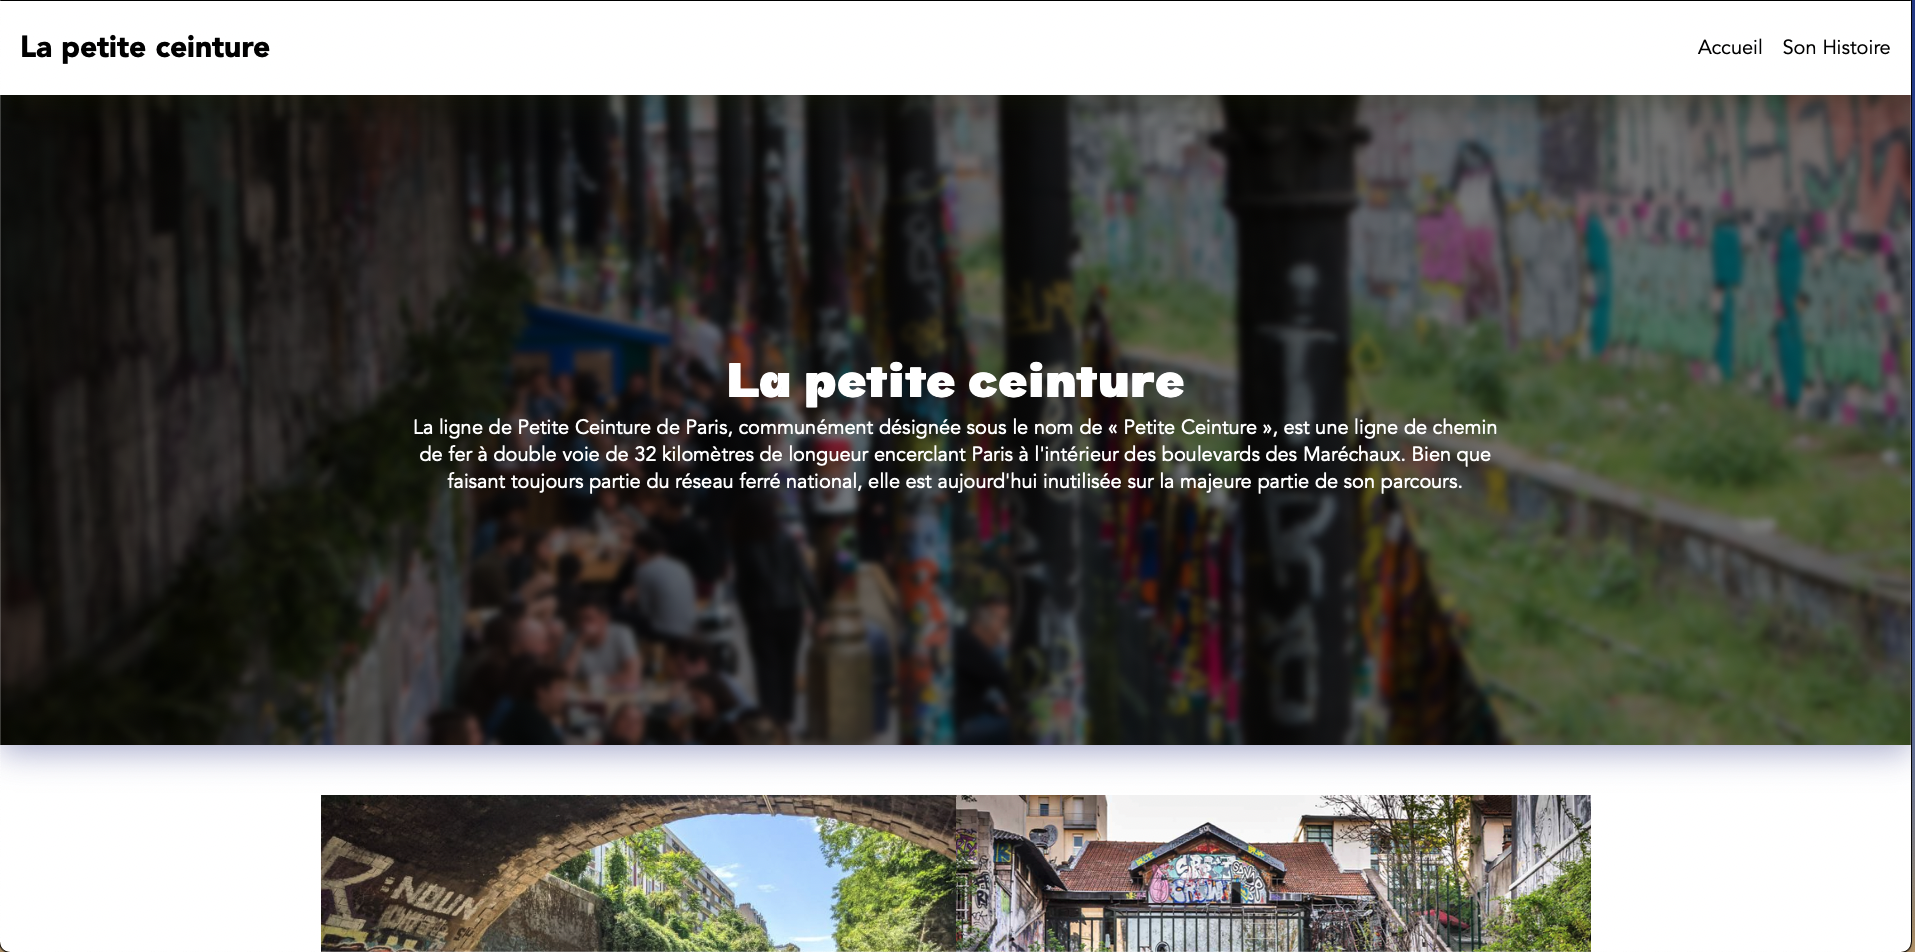 La petite ceinture
Accueil Son Histoire
La petite ceinture
La ligne de Petite Ceinture de Paris, communément désignée sous le nom de « Petite Ceinture », est une ligne de chemin
de fer à double voie de 32 kilomètres de longueur encerclant Paris à l'intérieur des boulevards des Maréchaux. Bien que
faisant toujours partie du réseau ferré national, elle est aujourd'hui inutilisée sur la majeure partie de son parcours.